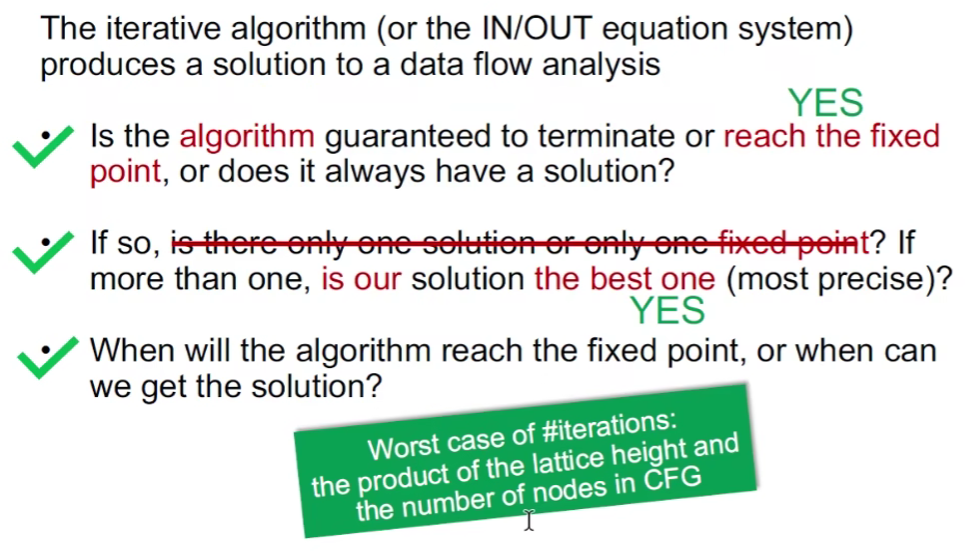 The iterative algorithm (or the IN/OUT equation system)
produces a solution to a data flow analysis
YES
• Is the algorithm guaranteed to terminate or reach the fixed
point, or does it always have a solution?
• If so, is there only one solution or only one fixed point? If
more than one, is our solution the best one (most precise)?
YES
• When will the algorithm reach the fixed point, or when can
we get the solution?
Worst case of #iterations:
the product of the lattice height and
the number of nodes in CFG